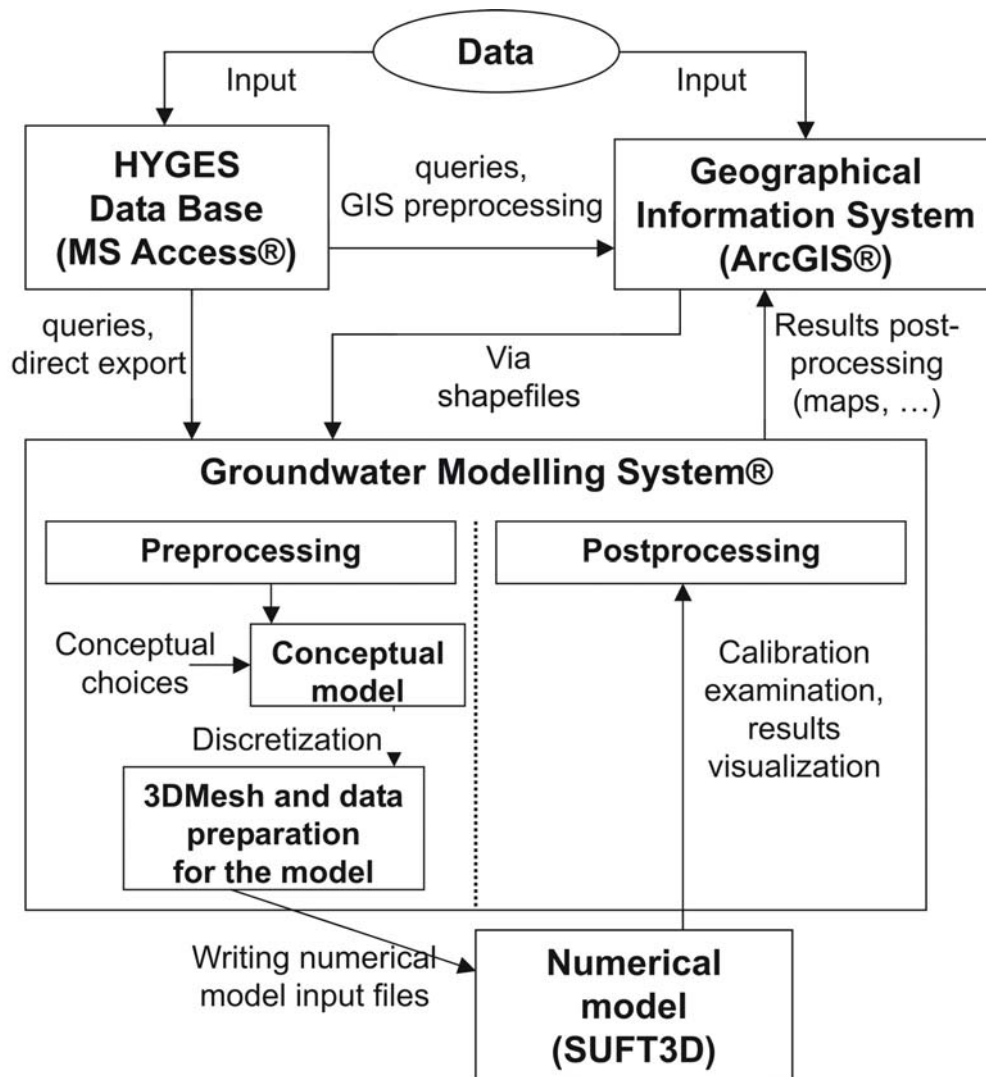 Data
Input
Input
HYGES
Data Base
(MS Access®)
queries,
GIS preprocessing
Geographical
Information System
(ArcGIS®)
queries,
direct export
Via
shapefiles
Results post-
processing
(maps, ...)
Groundwater Modelling System®
Preprocessing
Postprocessing
Conceptual
choices
Conceptual
model
Discretization
3DMesh and data
preparation
for the model
Calibration
examination,
results
visualization
Writing numerical
model input files
Numerical
model
(SUFT3D)